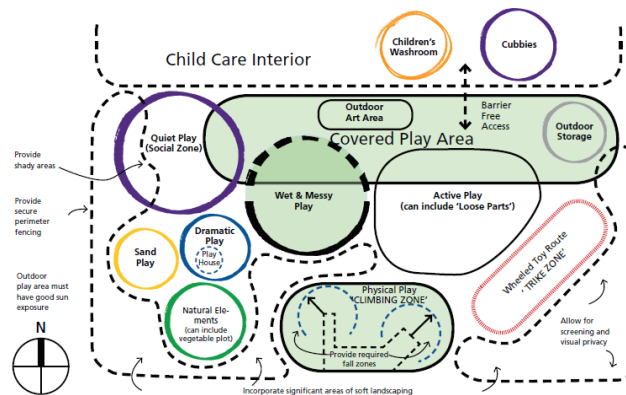 Child Care Interior
Children's
Washroom
Cubbies
Outdoor
Art Area
Barrier
Free
Access
Outdoor
Storage
Covered Play Area
Quiet Play
(Social Zone)
Provide
shady areas
Wet & Messy
Play
Active Play
(can include 'Loose Parts')
Provide
secure
perimeter
fencing
Dramatic
Play
Play
House
Sand
Play
Wheeled Toy Route
'TRIKE ZONE'
Outdoor
play area must
have good sun
exposure
Physical Play
'CLIMBING ZONE'
Natural Ele-
ments
(can include
vegetable plot)
N
Allow for
screening and
visual privacy
Provide required
fall zones
Incorporate significant areas of soft landscaping